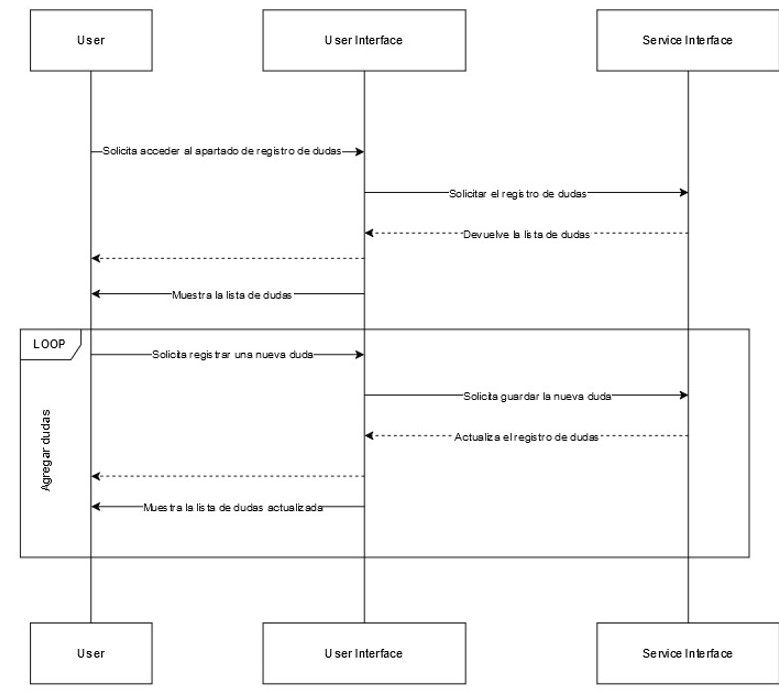 User
User Interface
Service Interface
Solicita acceder al apartado de registro de dudas
Solicitar el registro de dudas
Devuelve la lista de dudas
Muestra la lista de dudas
LOOP
Solicita registrar una nueva duda
Solicita guardar la nueva duda
Agregar dudas
Actualiza el registro de dudas
Muestra la lista de dudas actualizada
User
User Interface
Service Interface